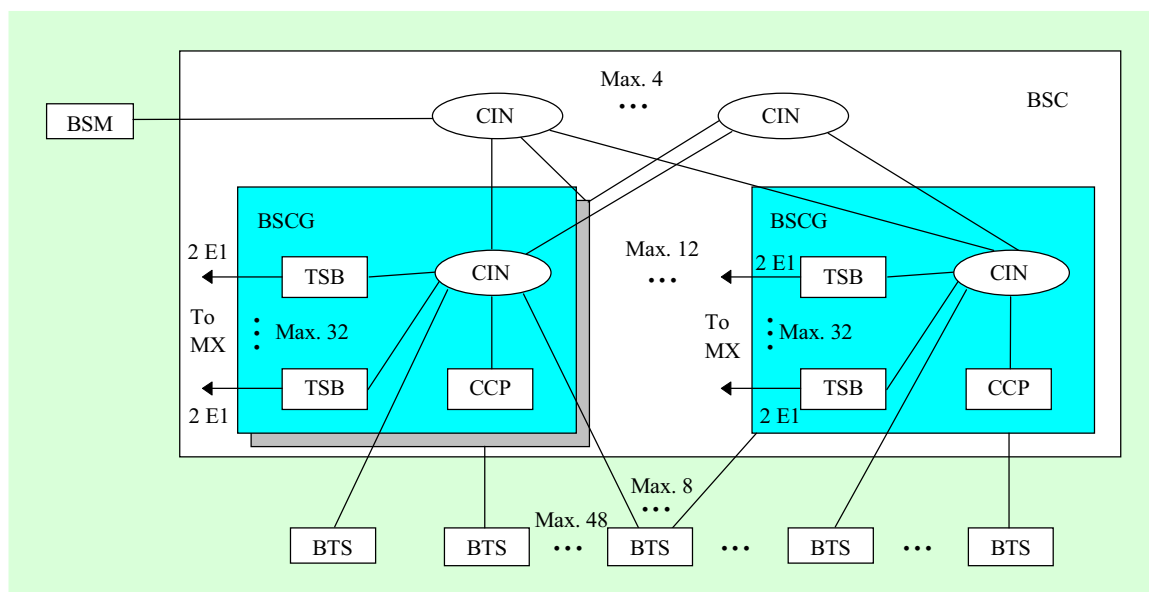 Max. 4
BSC
BSM
CIN
CIN
BSCG
BSCG
2 E1
TSB
CIN
Max. 12
2 E1
TSB
CIN
To
MX
Max. 32
To
MX
Max. 32
2 E1
TSB
CCP
2 E1
TSB
CCP
Max. 8
Max. 48
BTS
BTS
BTS
BTS
BTS